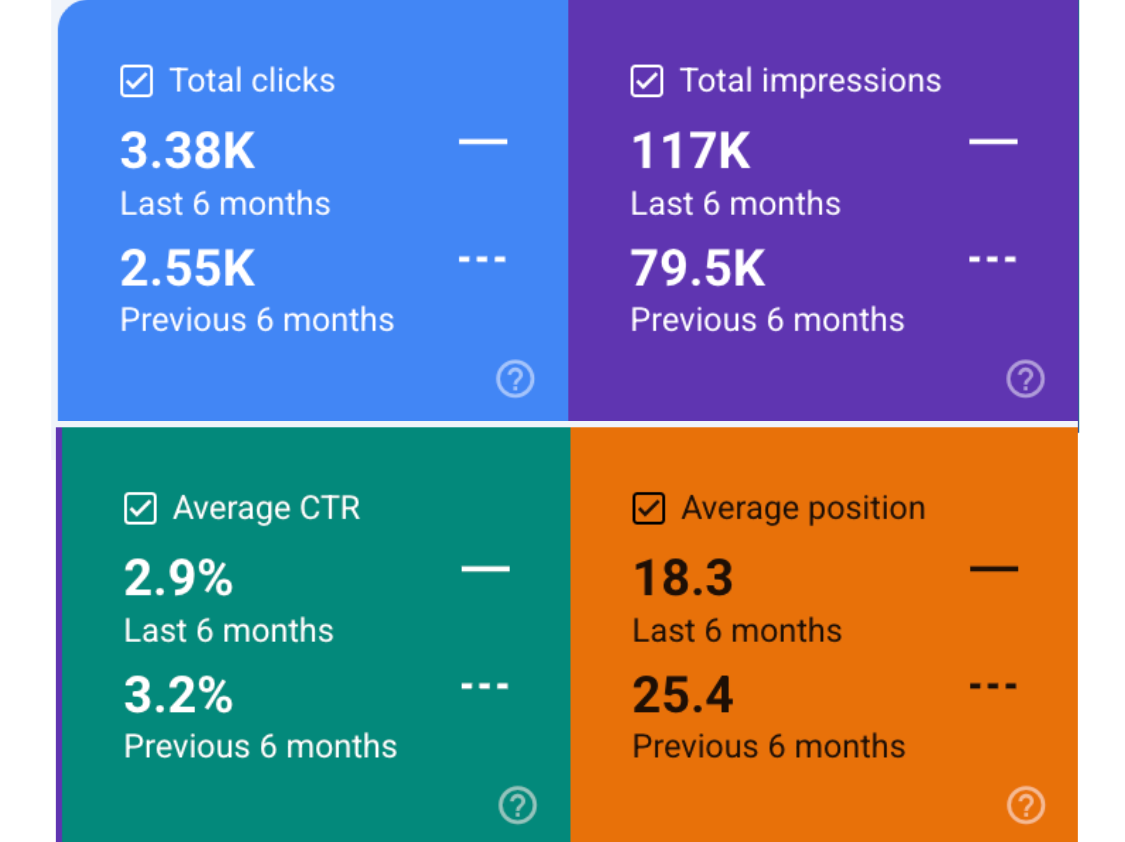 Total clicks
3.38K
Last 6 months
2.55K
Previous 6 months
Total impressions
117K
Last 6 months
79.5K
Previous 6 months
Average CTR
2.9%
Last 6 months
3.2%
Previous 6 months
Average position
18.3
Last 6 months
25.4
Previous 6 months